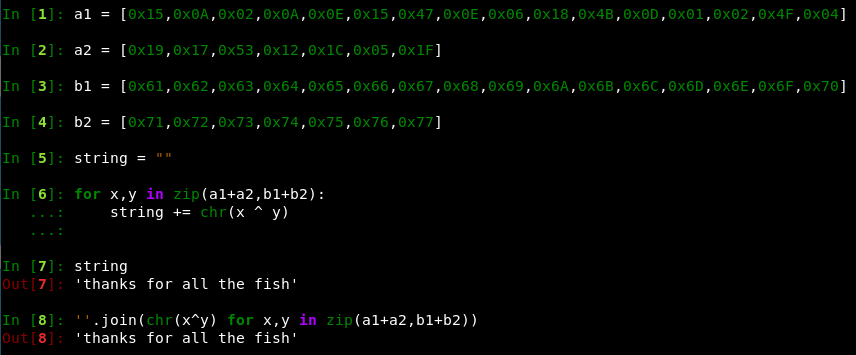 In [1]: a1 = [0x15,0x0A,0x02,0x0A,0x0E,0x15,0x47,0x0E,0x06,0x18,0x4B,0x0D,0x01,0x02,0x4F,0x04]
In [2]: a2 = [0x19,0x17,0x53,0x12,0x1C,0x05,0x1F]
In [3]: b1 = [0x61,0x62,0x63,0x64,0x65,0x66,0x67,0x68,0x69,0x6A,0x6B,0x6C,0x6D,0x6E,0x6F,0x70]
In [4]: b2 = [0x71,0x72,0x73,0x74,0x75,0x76,0x77]
In [5]: string = ""
In [6]: for x,y in zip(a1+a2,b1+b2):
...:     string += chr(x ^ y)
...:
In [7]: string
Out[7]: 'thanks for all the fish'
In [8]: ''.join(chr(x^y) for x,y in zip(a1+a2,b1+b2))
Out[8]: 'thanks for all the fish'